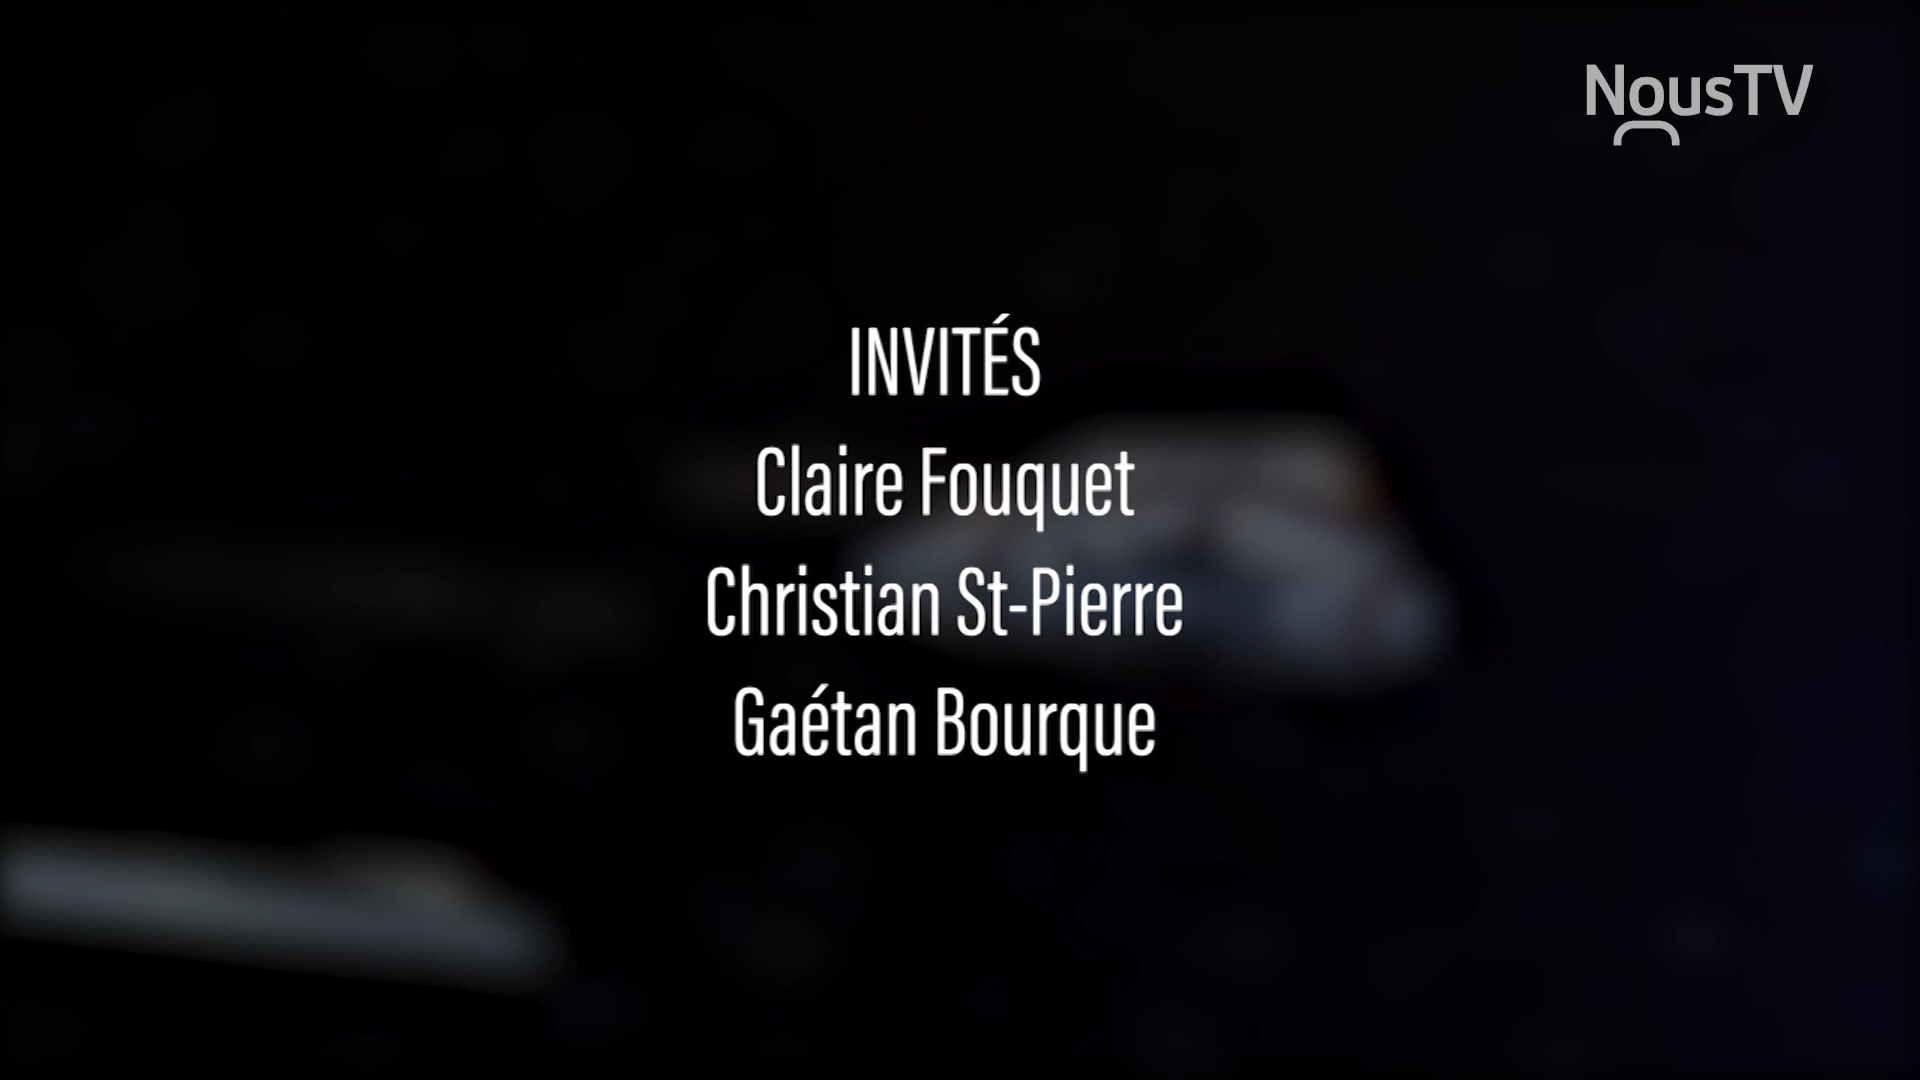 NousTV
INVITÉS
Claire Fouquet
Christian St-Pierre
Gaétan Bourque